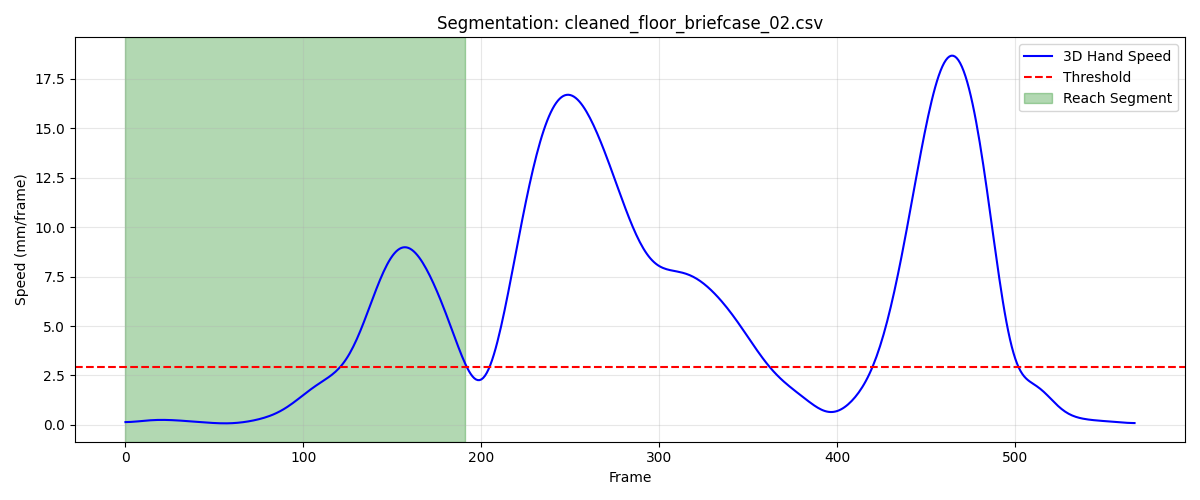 Segmentation: cleaned_floor_briefcase_02.csv
3D Hand Speed
Threshold
Reach Segment
Speed (mm/frame)
17.5
15.0
12.5
10.0
7.5
5.0
2.5
0.0
0 100 200 300 400 500
Frame